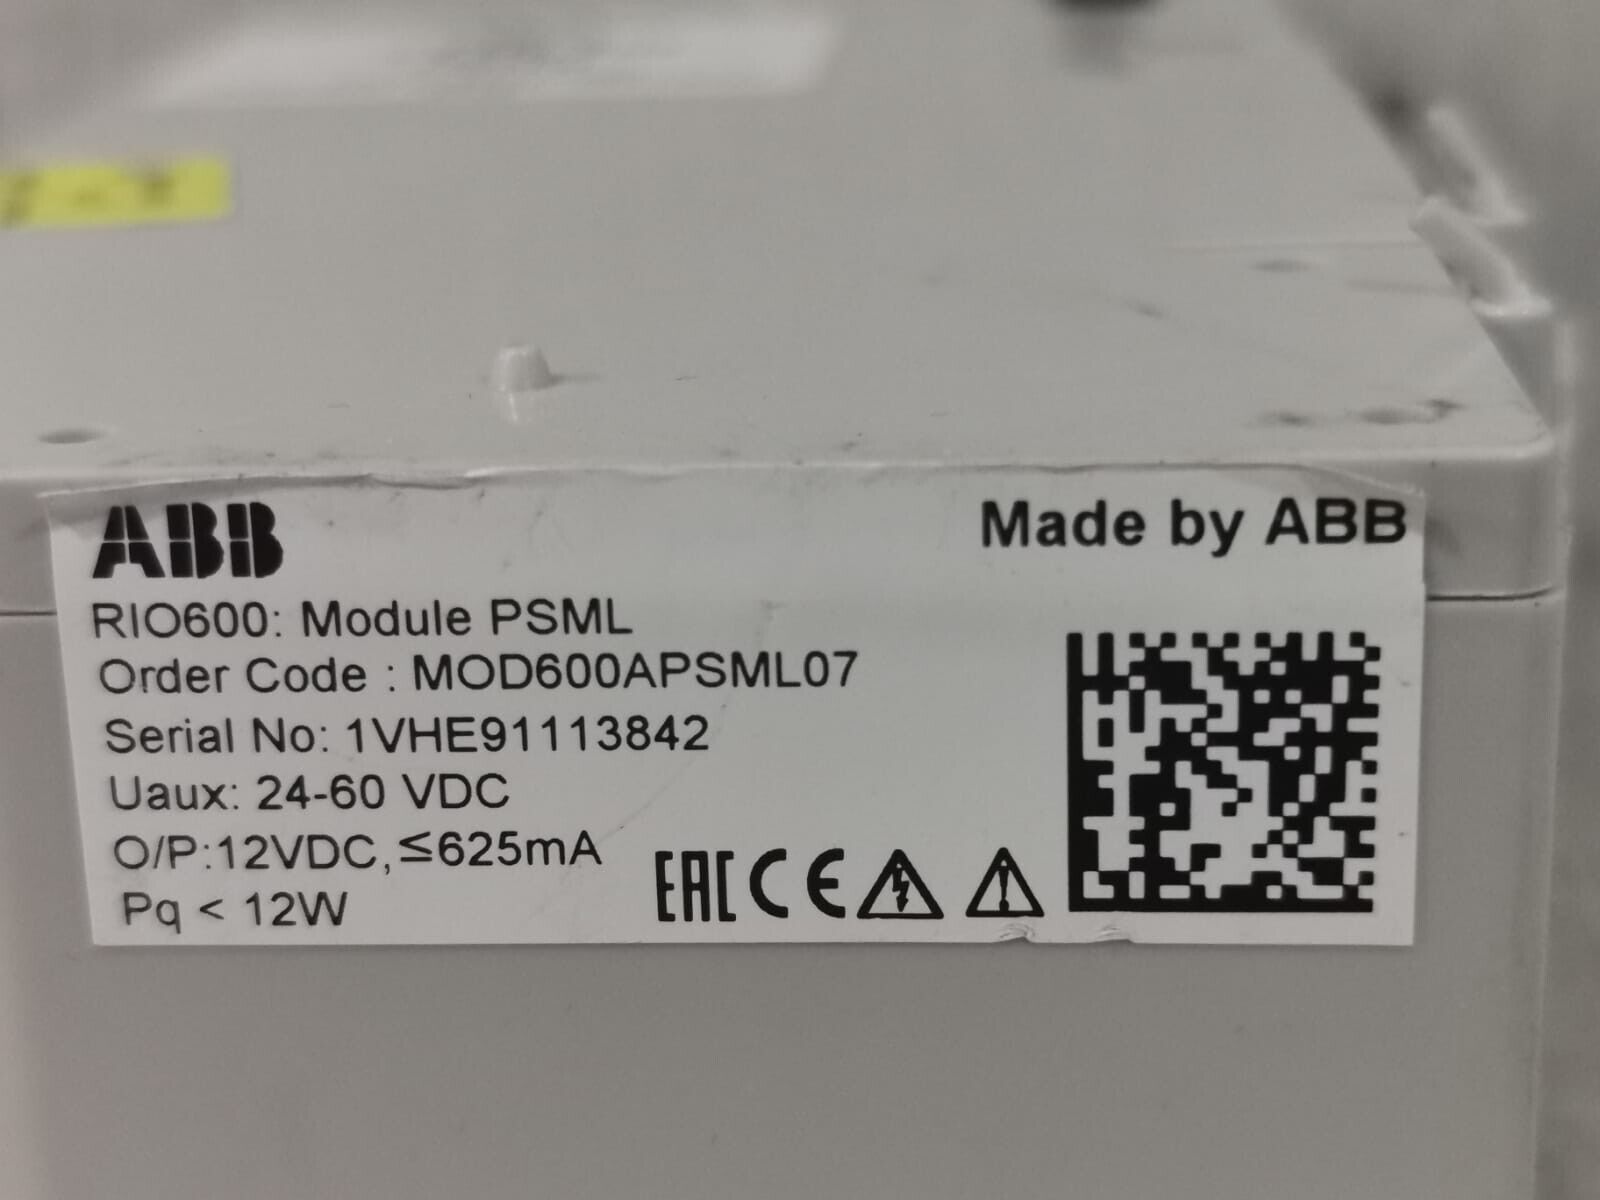 ABB
Made by ABB
RIO600: Module PSML
Order Code : MOD600APSML07
Serial No: 1VHE91113842
Uaux: 24-60 VDC
O/P:12VDC,≤625mA
Pq < 12W
EAC CE